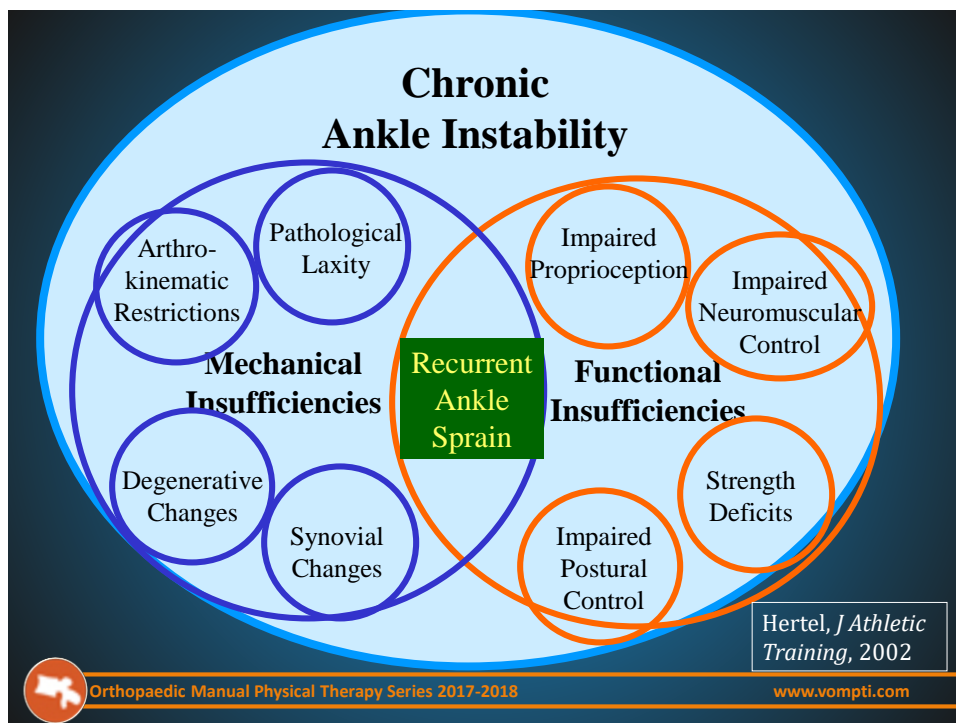 Chronic
Ankle Instability
Arthro-
kinematic
Restrictions
Pathological
Laxity
Impaired
Proprioception
Impaired
Neuromuscular
Control
Mechanical
Insufficiencies
Recurrent
Ankle
Sprain
Functional
Insufficiencies
Degenerative
Changes
Synovial
Changes
Impaired
Postural
Control
Strength
Deficits
Hertel, J Athletic
Training, 2002
Orthopaedic Manual Physical Therapy Series 2017-2018
www.vompti.com